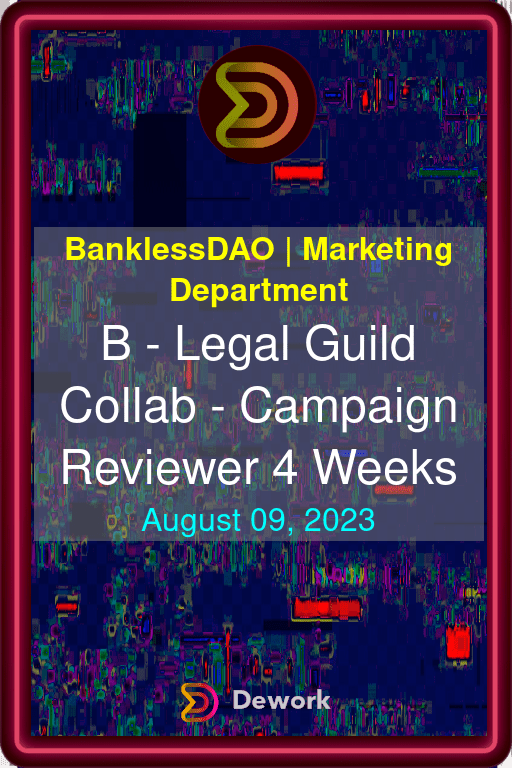 BanklessDAO | Marketing
Department
B - Legal Guild
Collab - Campaign
Reviewer 4 Weeks
August 09, 2023
Dework